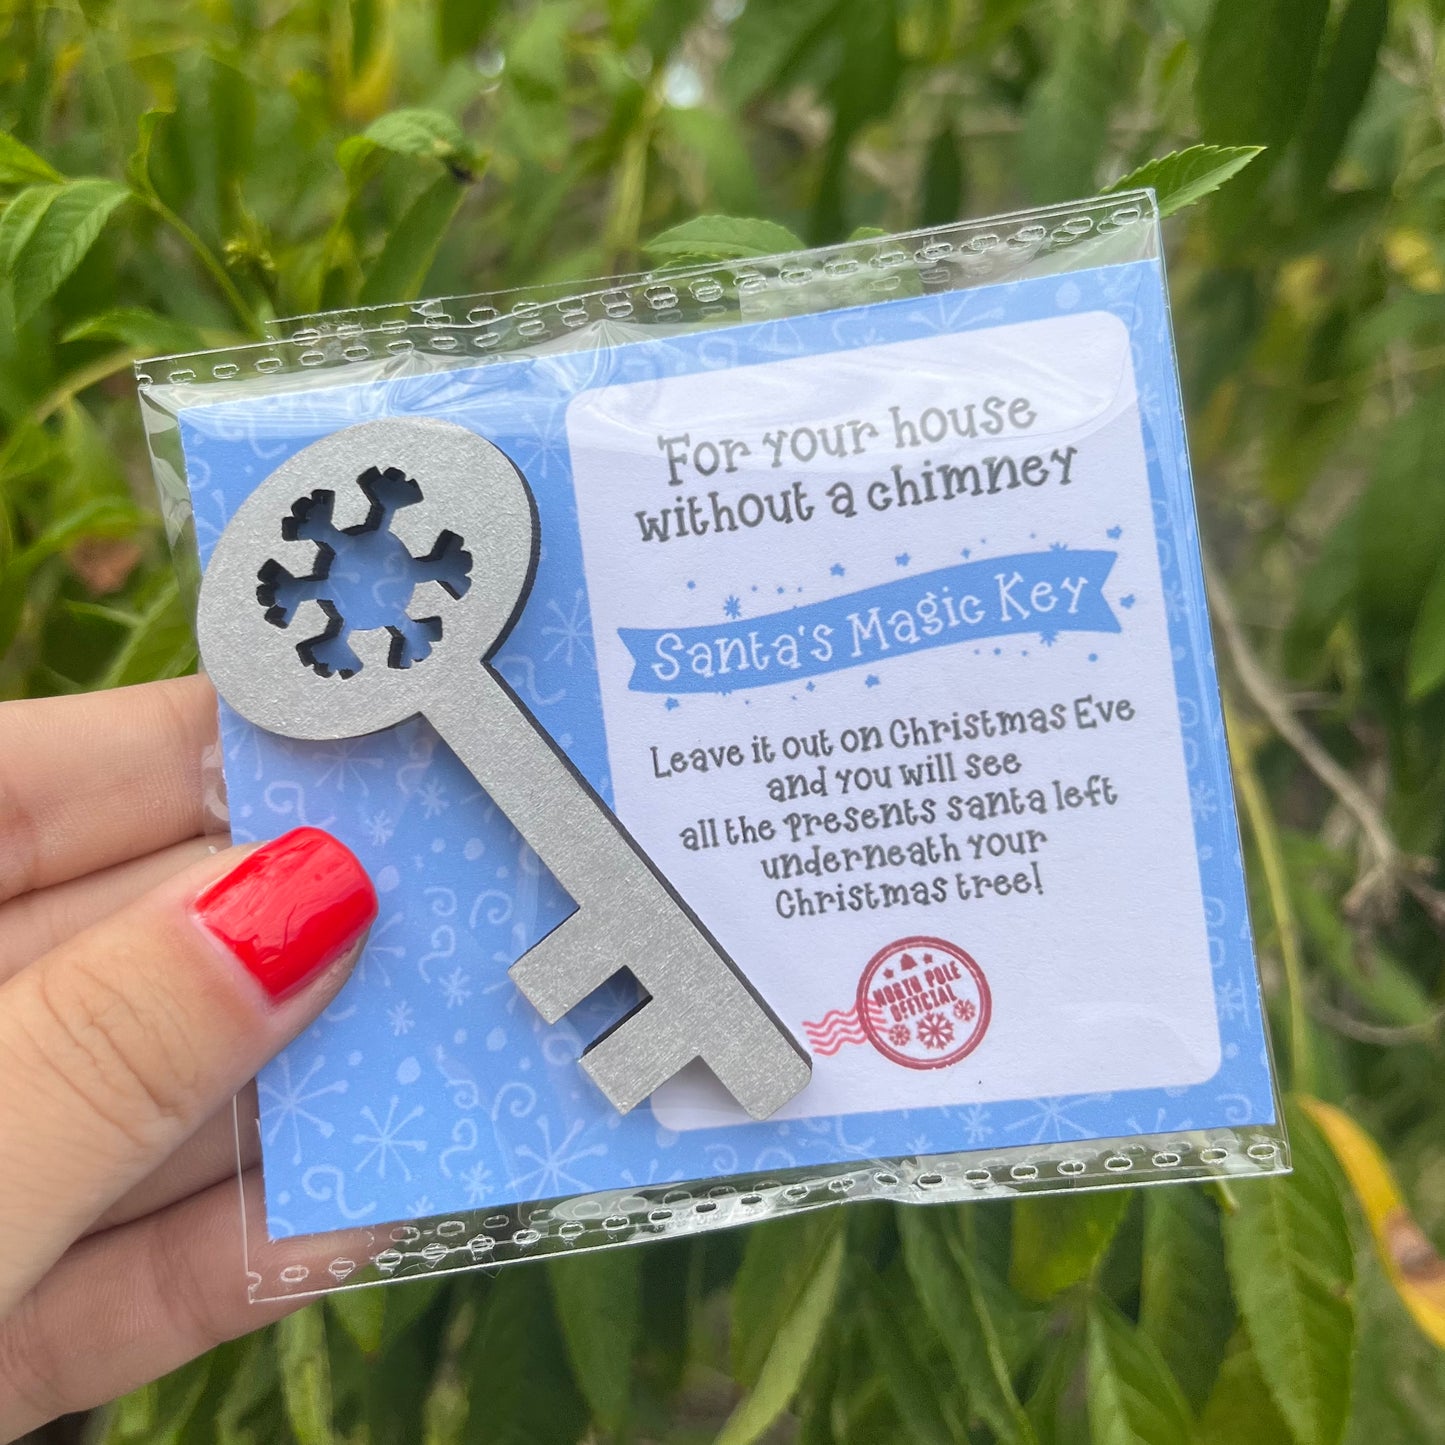 For your house
without a chimney
Santa's Magic Key
Leave it out on Christmas Eve
and you will see
all the presents santa left
underneath your
Christmas tree!
NORTH POLE
OFFICIAL